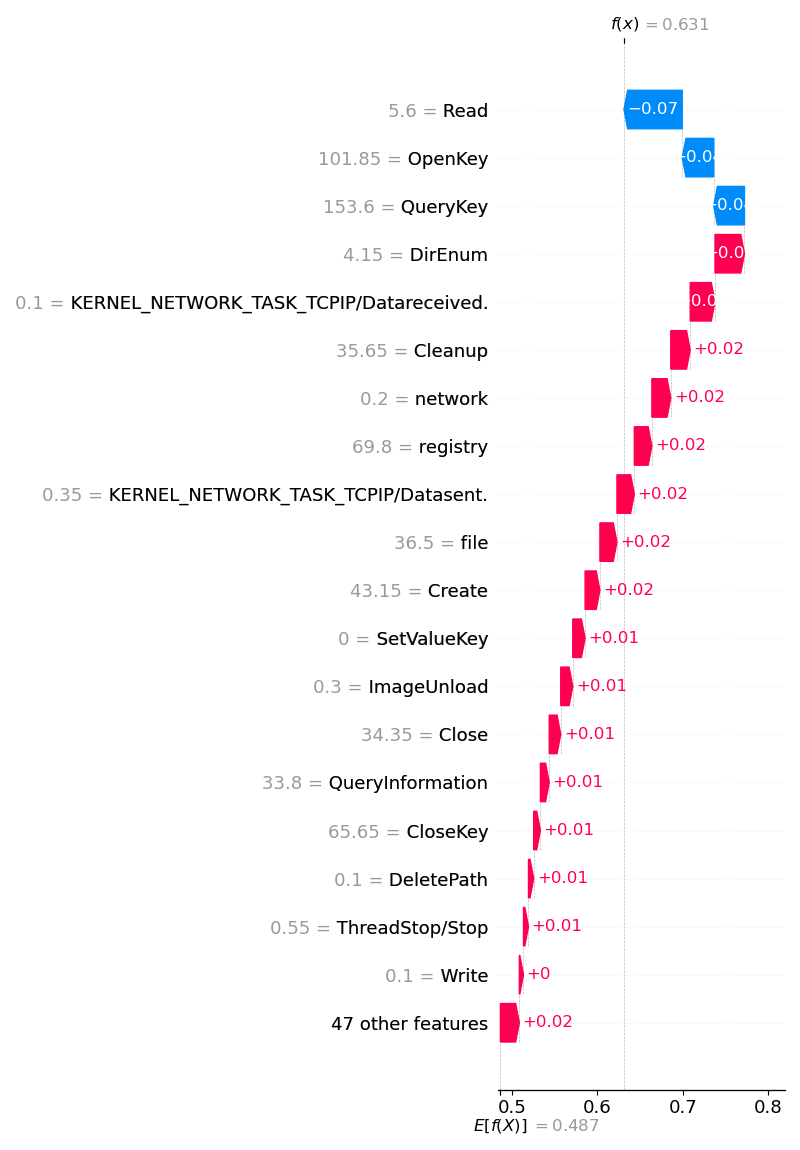 f(x) = 0.631
5.6 = Read
−0.07
101.85 = OpenKey
153.6 = QueryKey
4.15 = DirEnum
0.1 = KERNEL_NETWORK_TASK_TCPIP/Datareceived.
35.65 = Cleanup
+0.02
0.2 = network
+0.02
69.8 = registry
+0.02
0.35 = KERNEL_NETWORK_TASK_TCPIP/Datasent.
+0.02
36.5 = file
+0.02
43.15 = Create
+0.02
0 = SetValueKey
+0.01
0.3 = ImageUnload
+0.01
34.35 = Close
+0.01
33.8 = QueryInformation
+0.01
65.65 = CloseKey
+0.01
0.1 = DeletePath
+0.01
0.55 = ThreadStop/Stop
+0.01
0.1 = Write
+0
47 other features
+0.02
0.5 0.6 0.7 0.8
E[f(X)] = 0.487